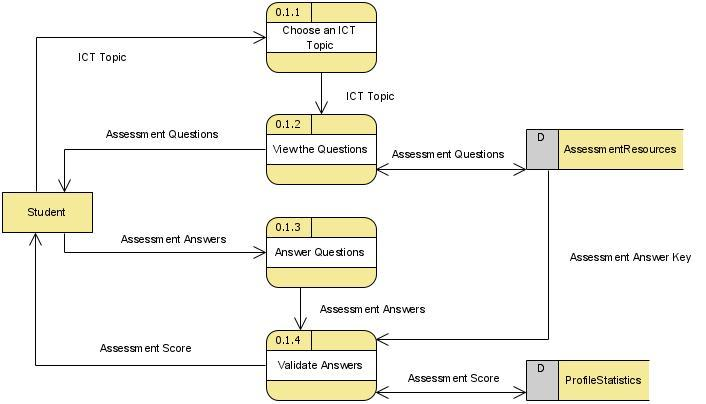 0.1.1
Choose an ICT
Topic
ICT Topic
ICT Topic
0.1.2
View the Questions
Assessment Questions
Assessment Questions
D
AssessmentResources
Student
0.1.3
Answer Questions
Assessment Answers
Assessment Answer Key
Assessment Answers
0.1.4
Validate Answers
Assessment Score
Assessment Score
D
ProfileStatistics